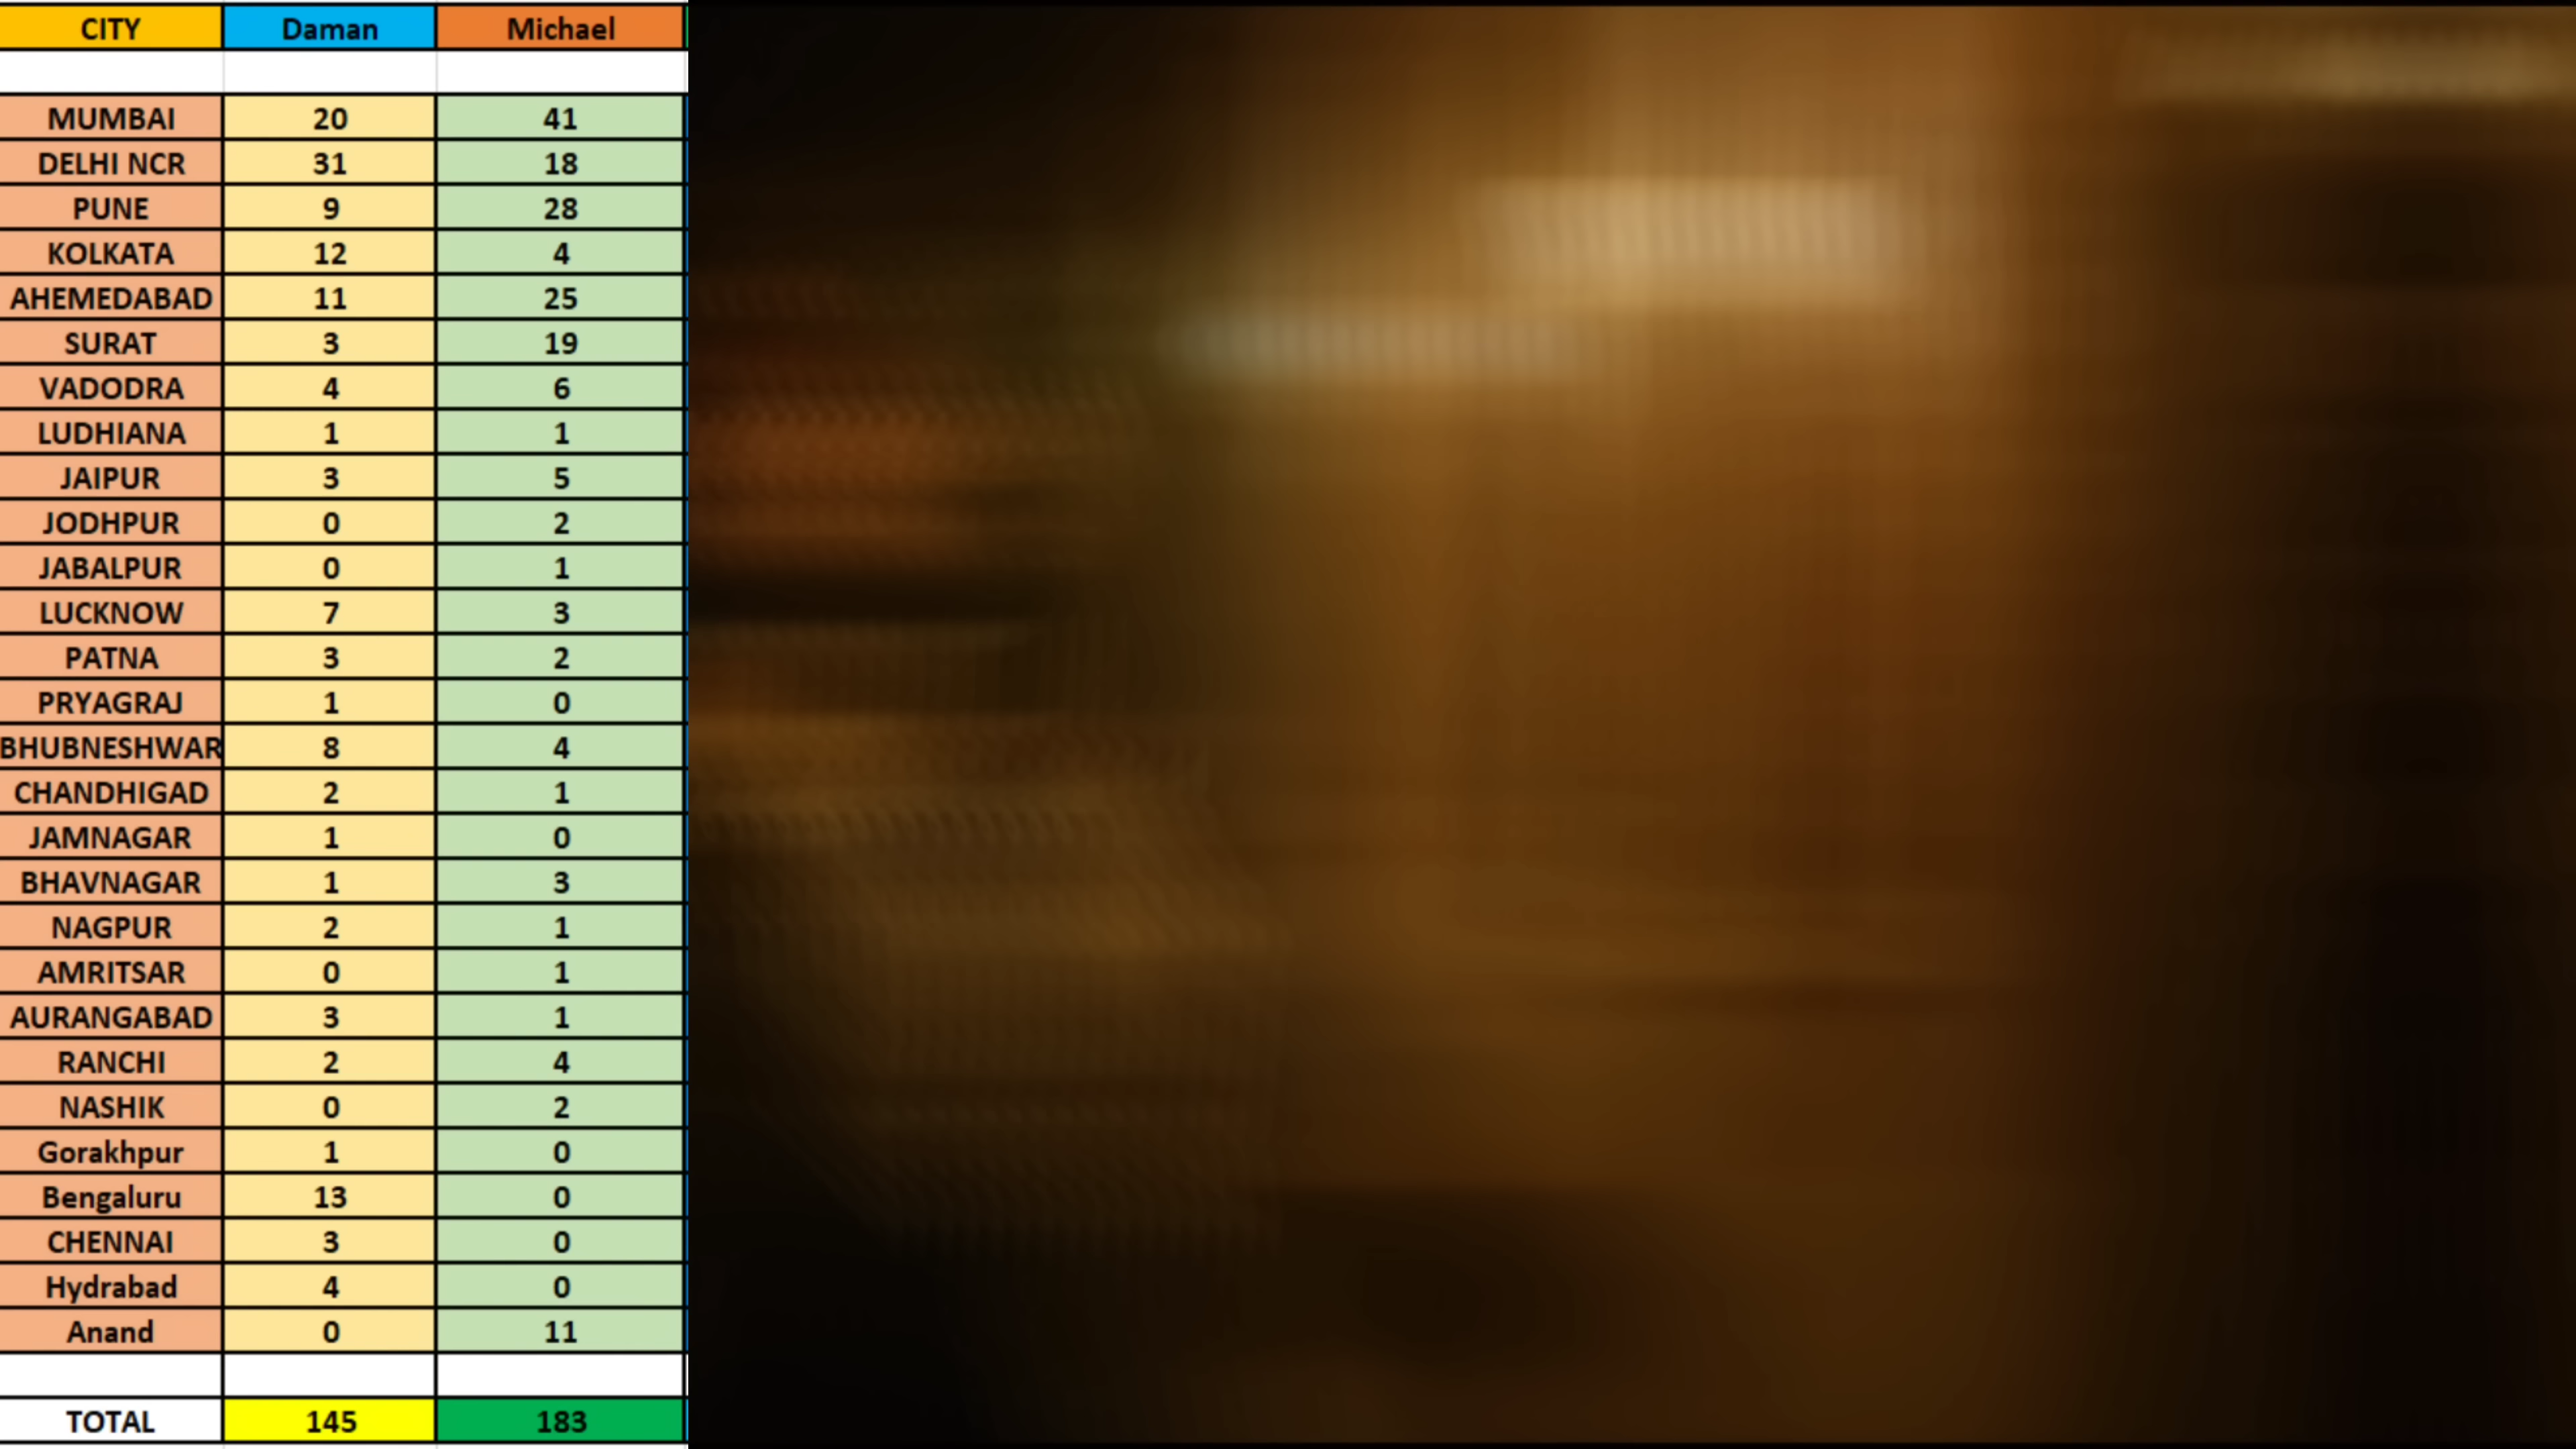 CITY Daman Michael
MUMBAI 20 41
DELHI NCR 31 18
PUNE 9 28
KOLKATA 12 4
AHEMEDABAD 11 25
SURAT 3 19
VADODRA 4 6
LUDHIANA 1 1
JAIPUR 3 5
JODHPUR 0 2
JABALPUR 0 1
LUCKNOW 7 3
PATNA 3 2
PRYAGRAJ 1 0
BHUBNESHWAR 8 4
CHANDHIGAD 2 1
JAMNAGAR 1 0
BHAVNAGAR 1 3
NAGPUR 2 1
AMRITSAR 0 1
AURANGABAD 3 1
RANCHI 2 4
NASHIK 0 2
Gorakhpur 1 0
Bengaluru 13 0
CHENNAI 3 0
Hydrabad 4 0
Anand 0 11
TOTAL 145 183